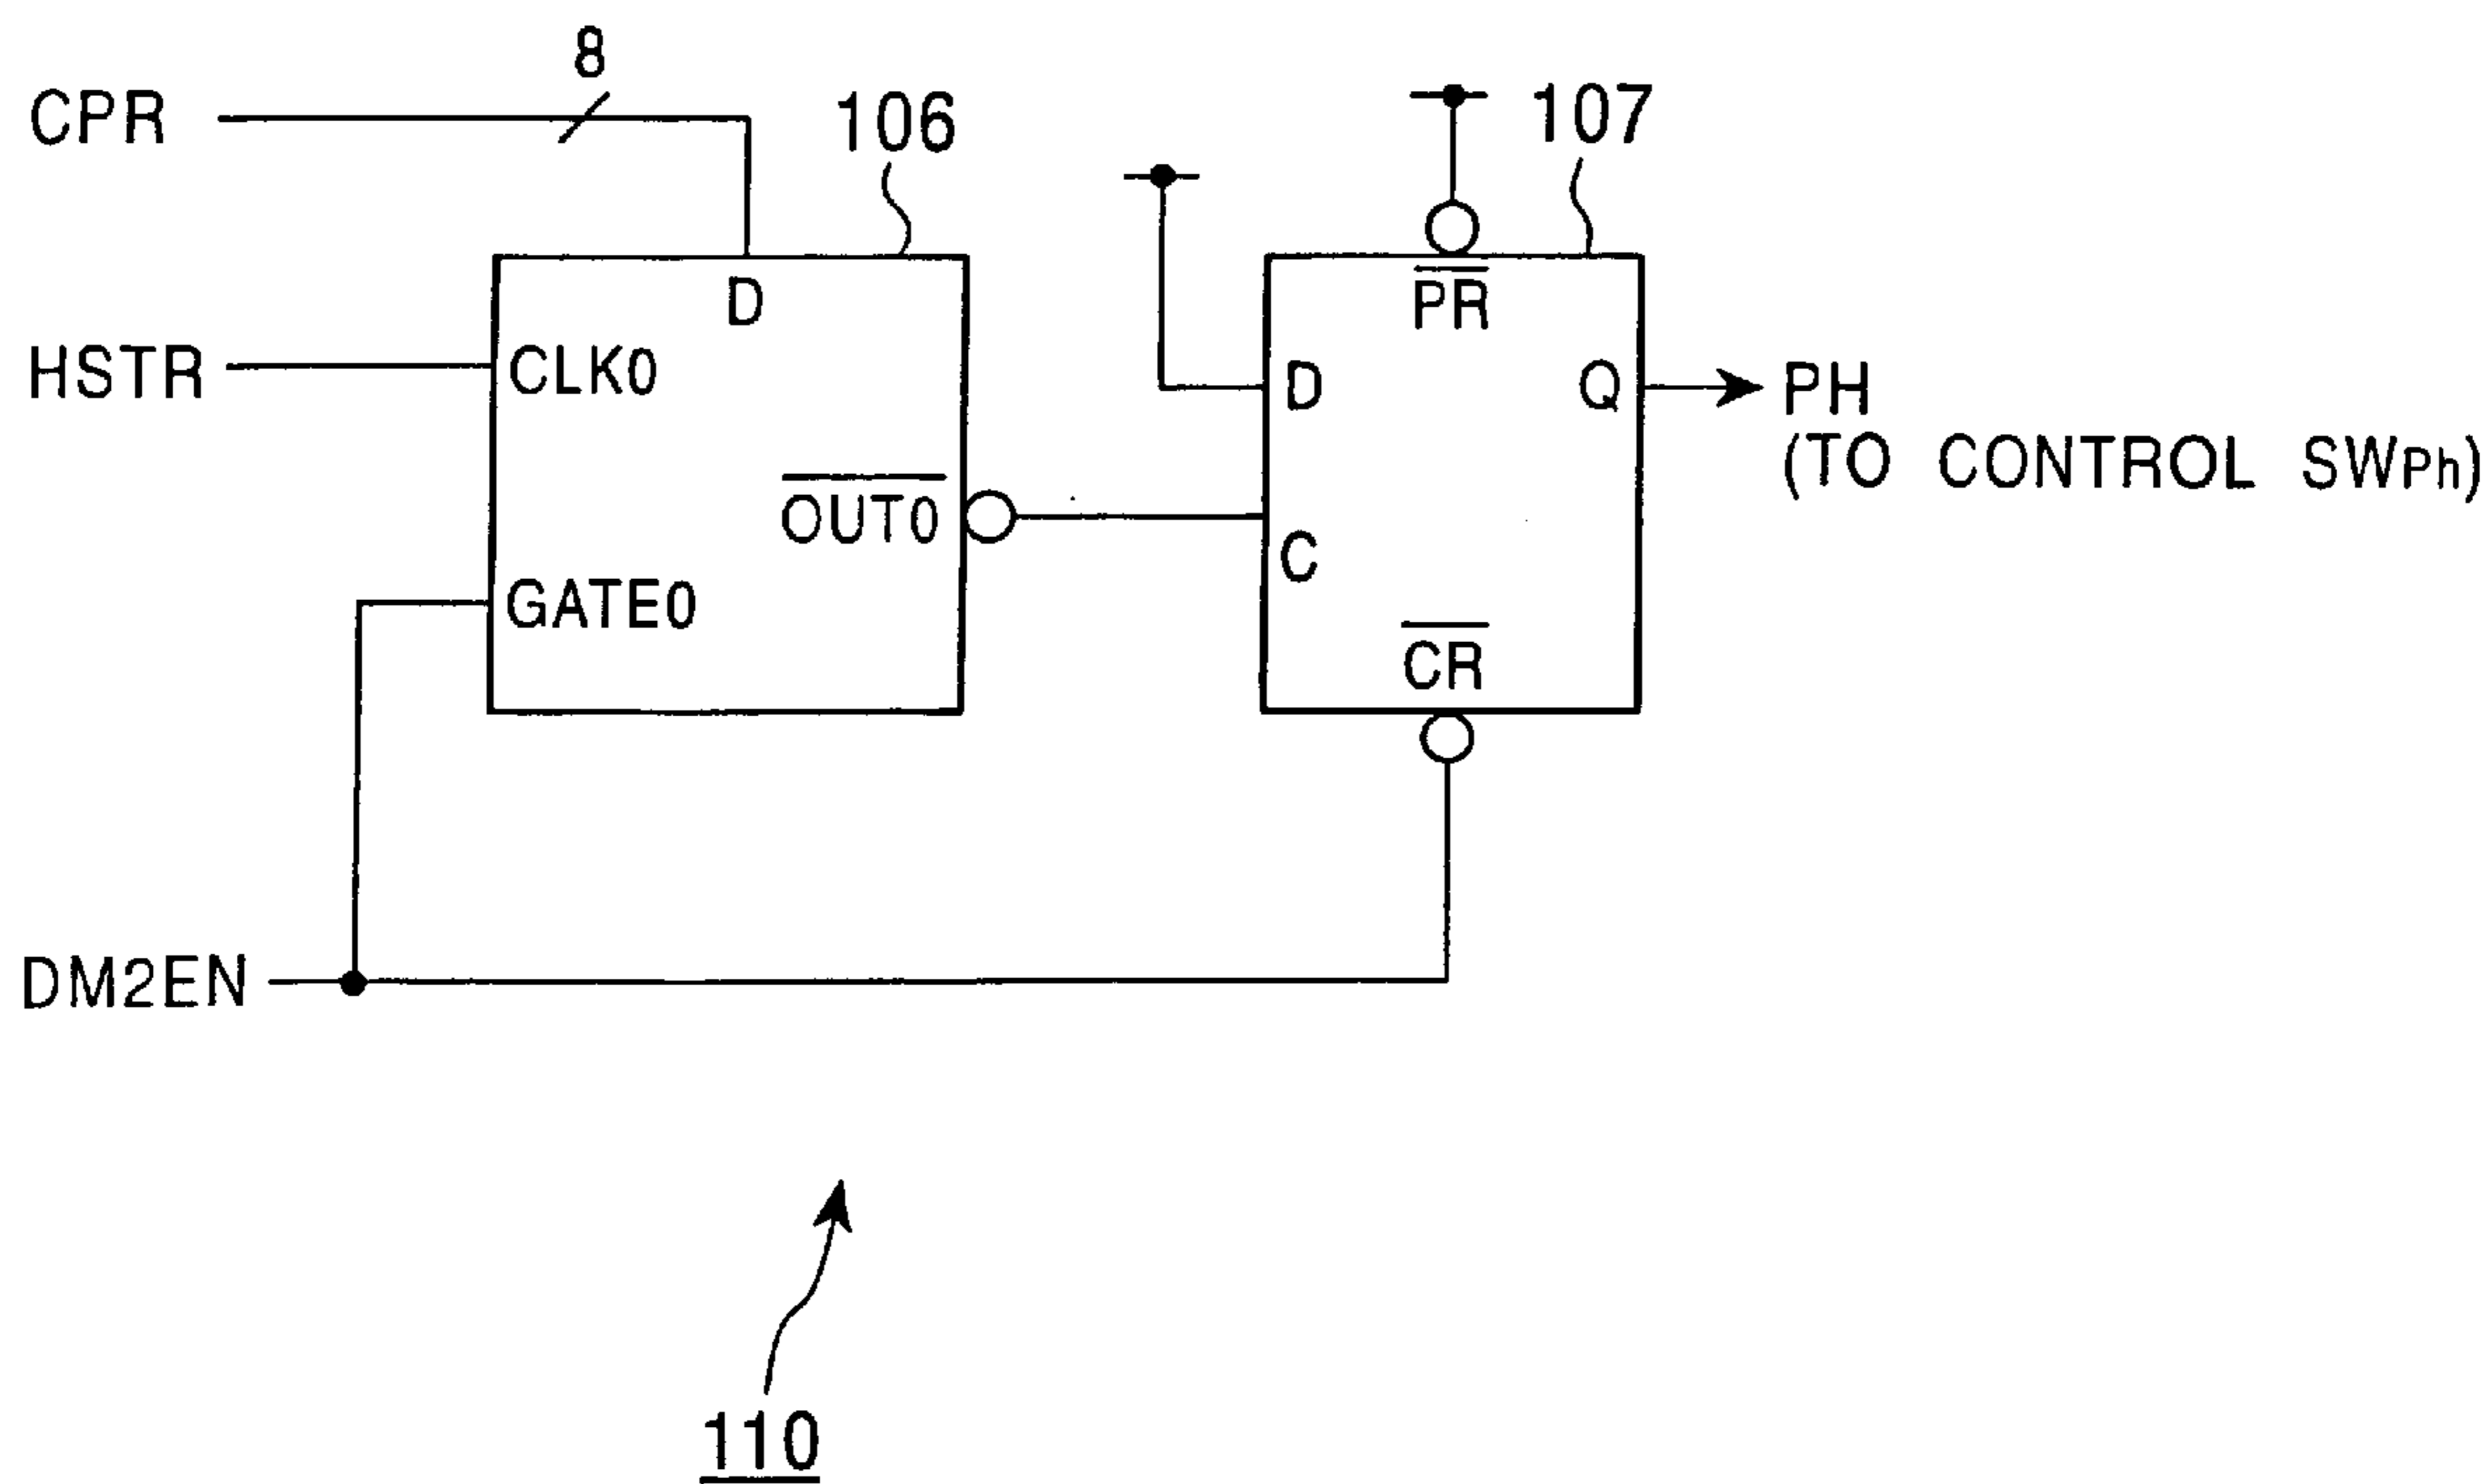 8
CPR
106
107
D
PR
HSTR
CLK0
D
Q
PH
(TO CONTROL SWPh)
OUT0
C
GATE0
CR
DM2EN
110